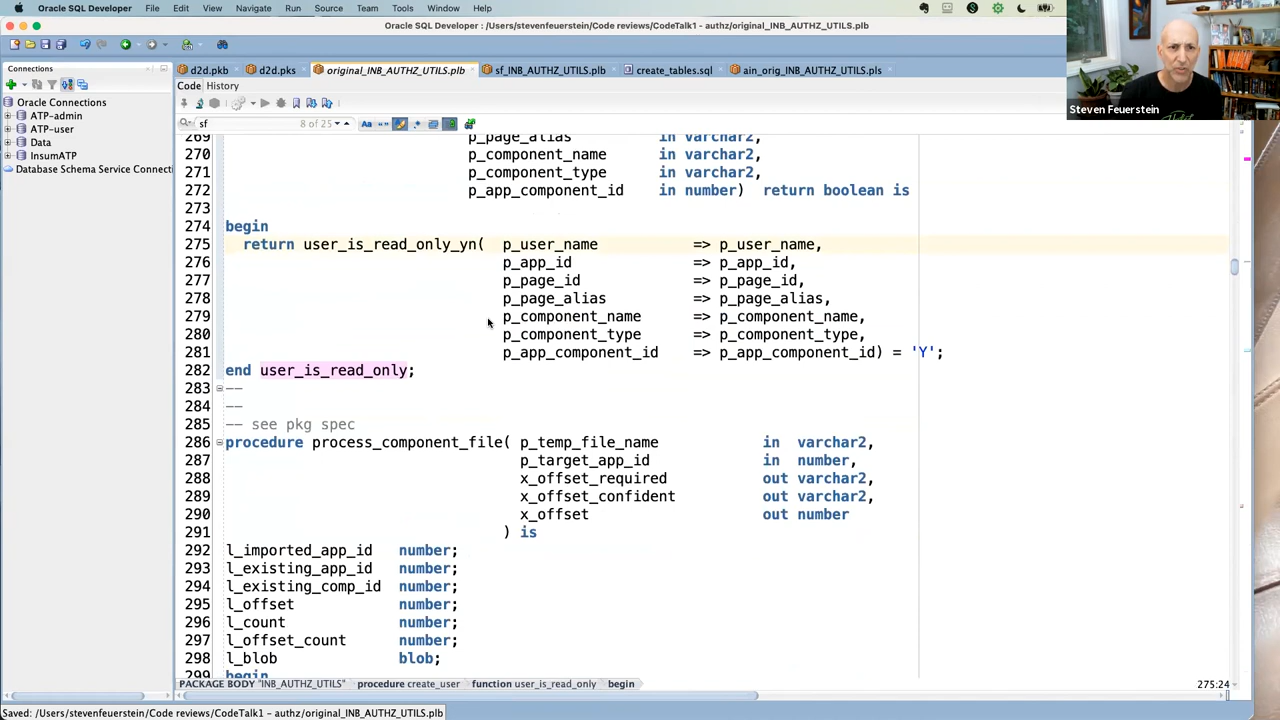 Oracle SQL Developer File Edit View Navigate Run Source Team Tools Window Help
Oracle SQL Developer : /Users/stevenfeuerstein/Code reviews/CodeTalk1 - authz/original_INB_AUTHZ_UTILS.plb
Connections
d2d.pkb d2d.pks original_INB_AUTHZ_UTILS.plb sf_INB_AUTHZ_UTILS.plb create_tables.sql ain_orig_INB_AUTHZ_UTILS.pls
Code History
Oracle Connections
ATP-admin
ATP-user
Data
InsumATP
Database Schema Service Connecti
Steven Feuerstein
sf 8 of 25 Aa
269 p_page_alias in varchar2,
270 p_component_name in varchar2,
271 p_component_type in varchar2,
272 p_app_component_id in number) return boolean is
273
274 begin
275 return user_is_read_only_yn( p_user_name => p_user_name,
276 p_app_id => p_app_id,
277 p_page_id => p_page_id,
278 p_page_alias => p_page_alias,
279 p_component_name => p_component_name,
280 p_component_type => p_component_type,
281 p_app_component_id => p_app_component_id) = 'Y';
282 end user_is_read_only;
283 --
284 --
285 -- see pkg spec
286 procedure process_component_file( p_temp_file_name in varchar2,
287 p_target_app_id in number,
288 x_offset_required out varchar2,
289 x_offset_confident out varchar2,
290 x_offset out number
291 ) is
292 l_imported_app_id number;
293 l_existing_app_id number;
294 l_existing_comp_id number;
295 l_offset number;
296 l_count number;
297 l_offset_count number;
298 l_blob blob;
299 begin
PACKAGE BODY "INB_AUTHZ_UTILS" procedure create_user function user_is_read_only begin 275:24
Saved: /Users/stevenfeuerstein/Code reviews/CodeTalk1 - authz/original_INB_AUTHZ_UTILS.plb